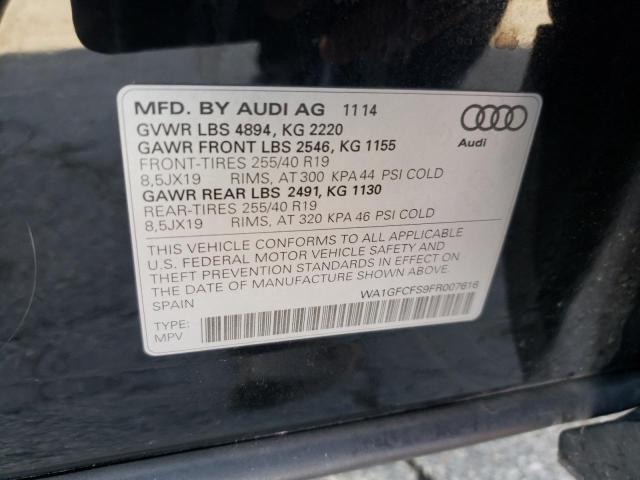 MFD. BY AUDI AG 11 14
GVWR LBS 4894, KG 2220
GAWR FRONT LBS 2546, KG 1155
FRONT-TIRES 255/40 R19
8,5JX19 RIMS, AT 300 KPA 44 PSI COLD
GAWR REAR LBS 2491, KG 1130
REAR-TIRES 255/40 R19
8,5JX19 RIMS, AT 320 KPA 46 PSI COLD
Audi
THIS VEHICLE CONFORMS TO ALL APPLICABLE
U.S. FEDERAL MOTOR VEHICLE SAFETY AND
THEFT PREVENTION STANDARDS IN EFFECT ON
THE DATE OF MANUFACTURE SHOWN ABOVE.
SPAIN
WA1GFCFS9FR007616
TYPE:
MPV